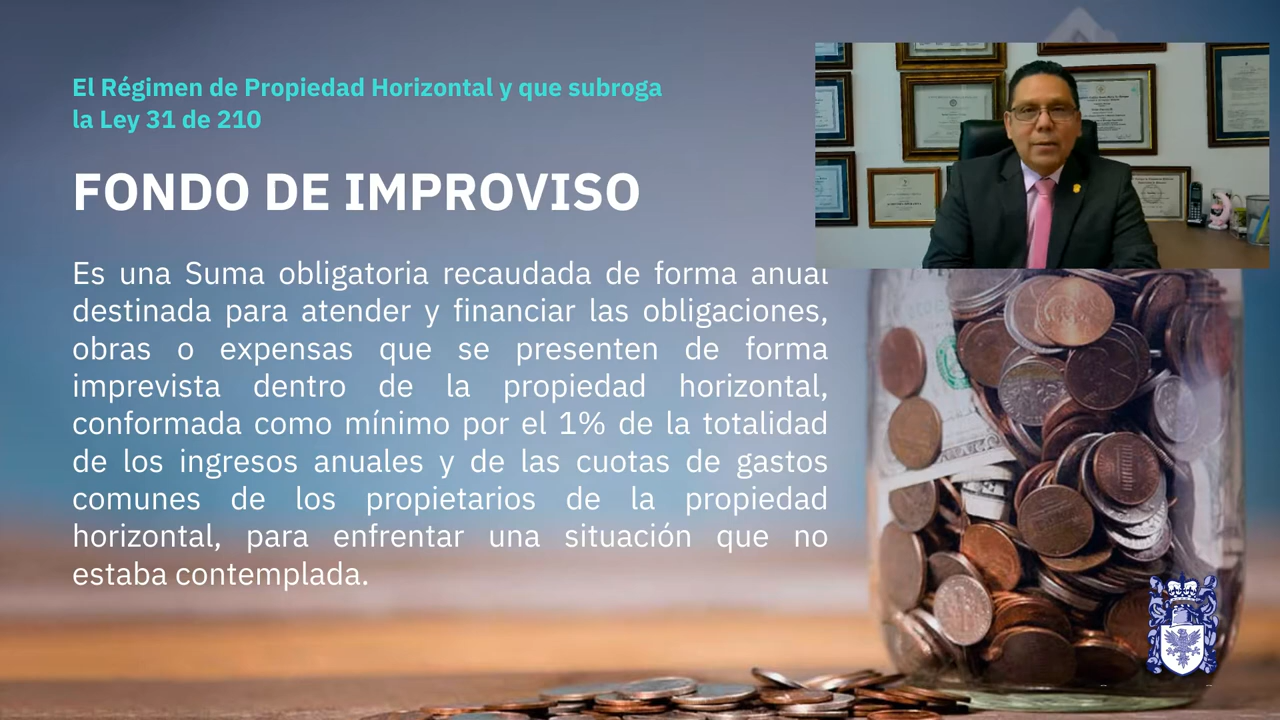 El Régimen de Propiedad Horizontal y que subroga
la Ley 31 de 210
FONDO DE IMPROVISO
Es una Suma obligatoria recaudada de forma anual
destinada para atender y financiar las obligaciones,
obras o expensas que se presenten de forma
imprevista dentro de la propiedad horizontal,
conformada como mínimo por el 1% de la totalidad
de los ingresos anuales y de las cuotas de gastos
comunes de los propietarios de la propiedad
horizontal, para enfrentar una situación que no
estaba contemplada.